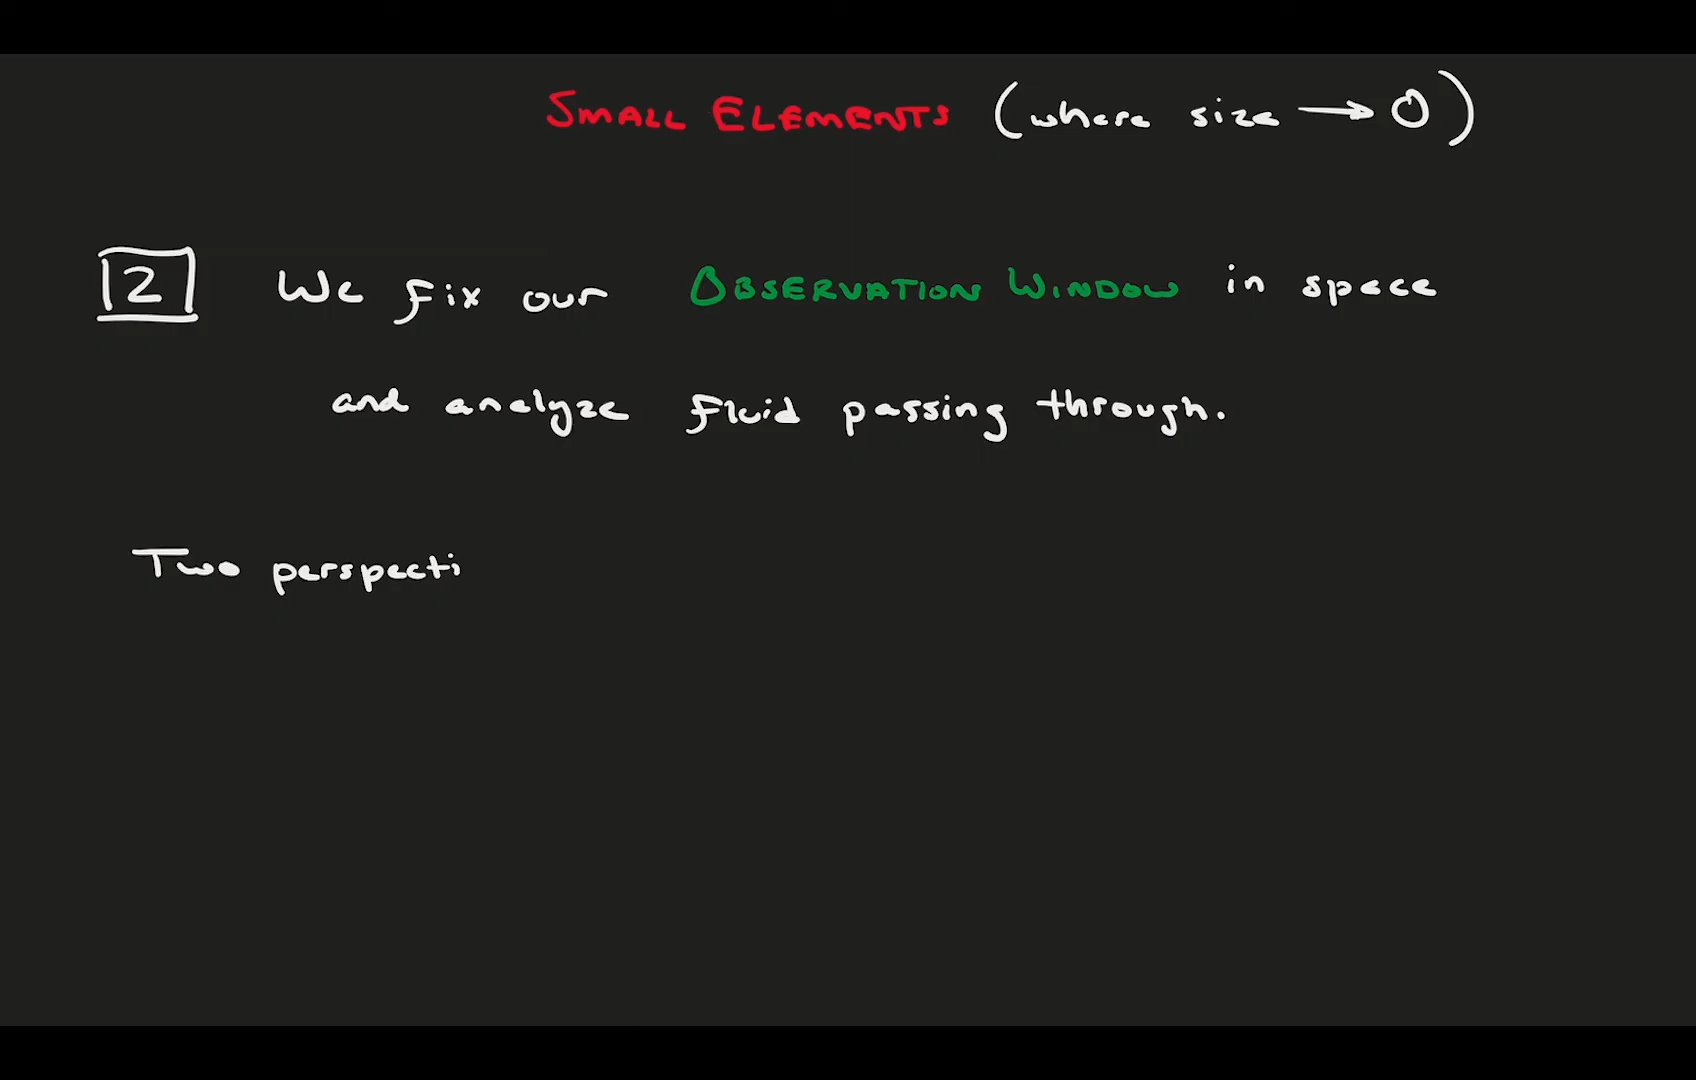 SMALL ELEMENTS (where size → 0)
2 We fix our OBSERVATION WINDOW in space
and analyze fluid passing through.
Two perspecti